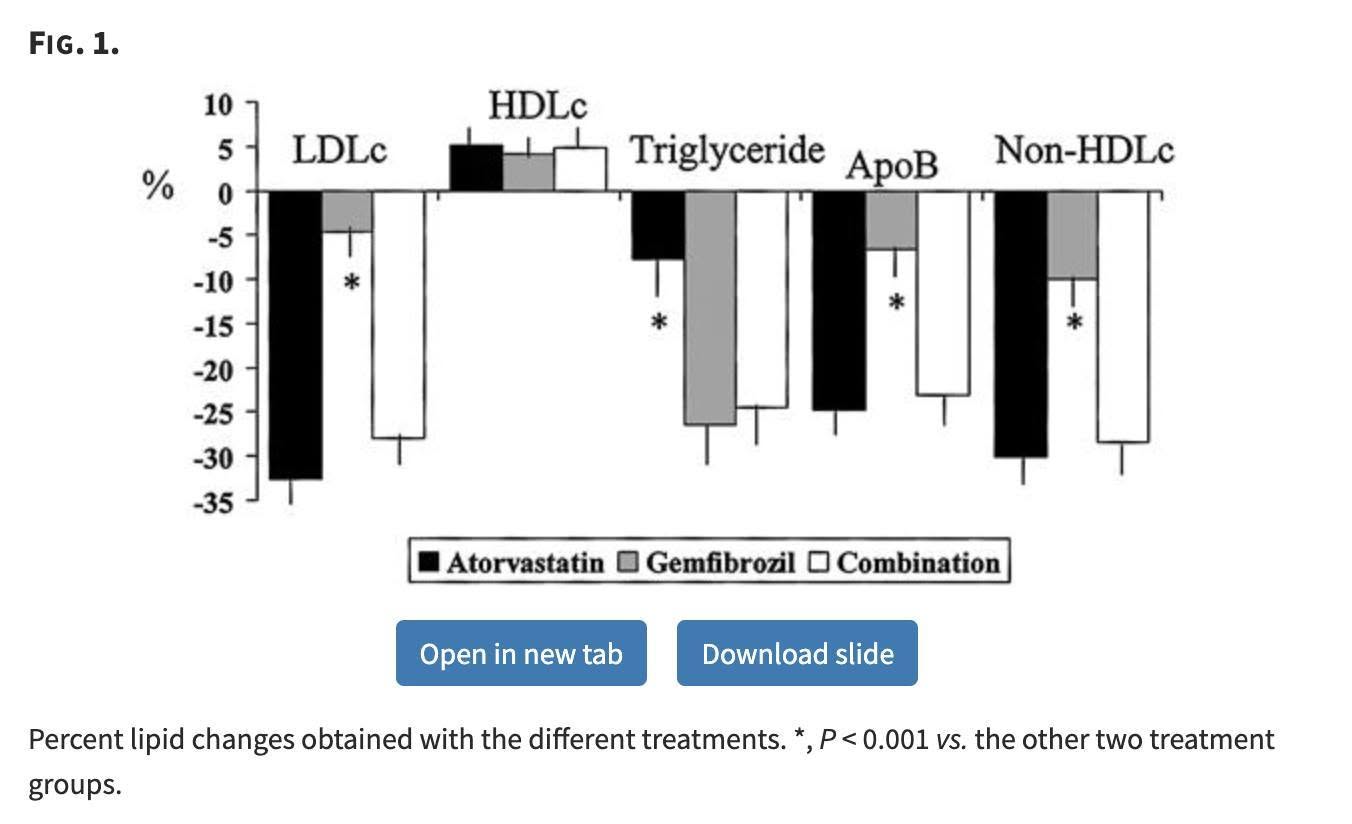 FIG. 1.
HDLc
LDLc
Triglyceride
ApoB
Non-HDLc
%
10
5
0
-5
-10
*
-15
*
*
*
-20
-25
-30
-35
Atorvastatin Gemfibrozil Combination
Open in new tab Download slide
Percent lipid changes obtained with the different treatments. *, P < 0.001 vs. the other two treatment
groups.